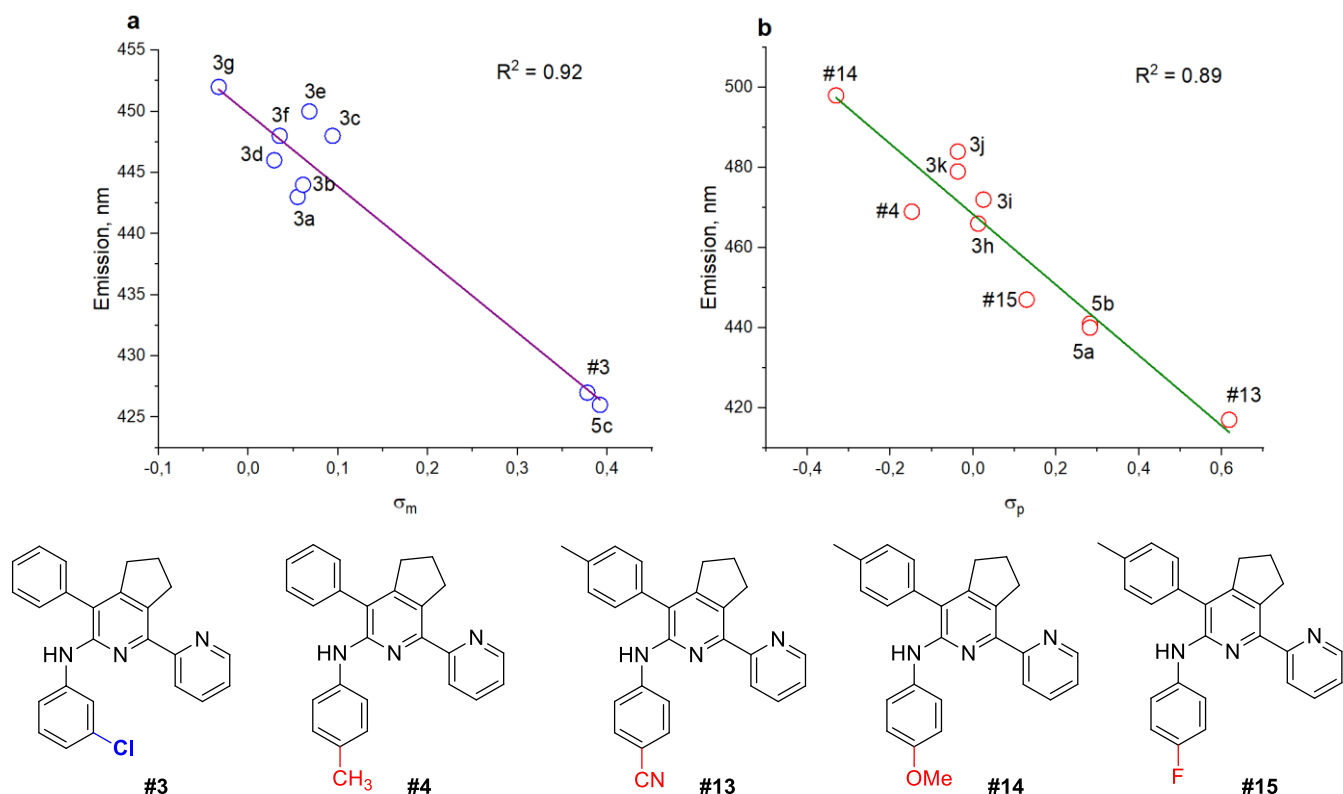 a
455
450
445
440
435
430
425
Emission, nm
R² = 0.92
3g
3e
3f
3c
3d
3b
3a
#3
5c
-0,1
0,0
0,1
0,2
0,3
0,4
σm
b
500
480
460
440
420
Emission, nm
R² = 0.89
#14
3j
3k
3i
#4
3h
#15
5b
5a
#13
-0,4
-0,2
0,0
0,2
0,4
0,6
σp
N
HN
N
Cl
#3
N
HN
N
CH₃
#4
N
HN
N
CN
#13
N
HN
N
OMe
#14
N
HN
N
F
#15